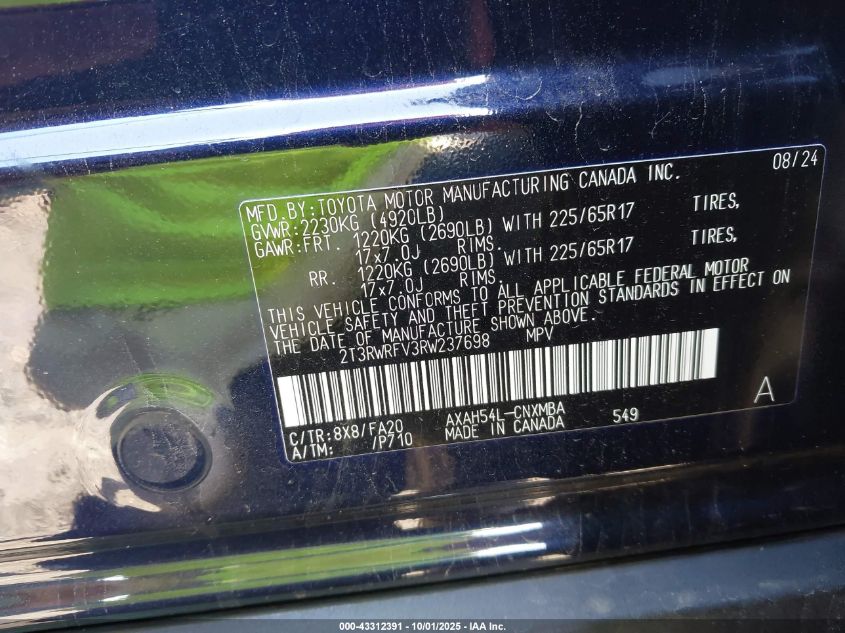 08/24
MFD.BY:TOYOTA MOTOR MANUFACTURING CANADA INC.
GVWR:2230KG (4920LB)
GAWR:FRT. 1220KG (2690LB) WITH 225/65R17 TIRES,
17x7.0J RIMS.
RR. 1220KG (2690LB) WITH 225/65R17 TIRES,
17x7.0J RIMS.
THIS VEHICLE CONFORMS TO ALL APPLICABLE FEDERAL MOTOR
VEHICLE SAFETY AND THEFT PREVENTION STANDARDS IN EFFECT ON
THE DATE OF MANUFACTURE SHOWN ABOVE.
2T3RWRFV3RW237698 MPV
C/TR:8X8/FA20 AXAH54L-CNXMBA 549 A
A/TM: /P710 MADE IN CANADA
000-43312391 - 10/01/2025 - IAA Inc.